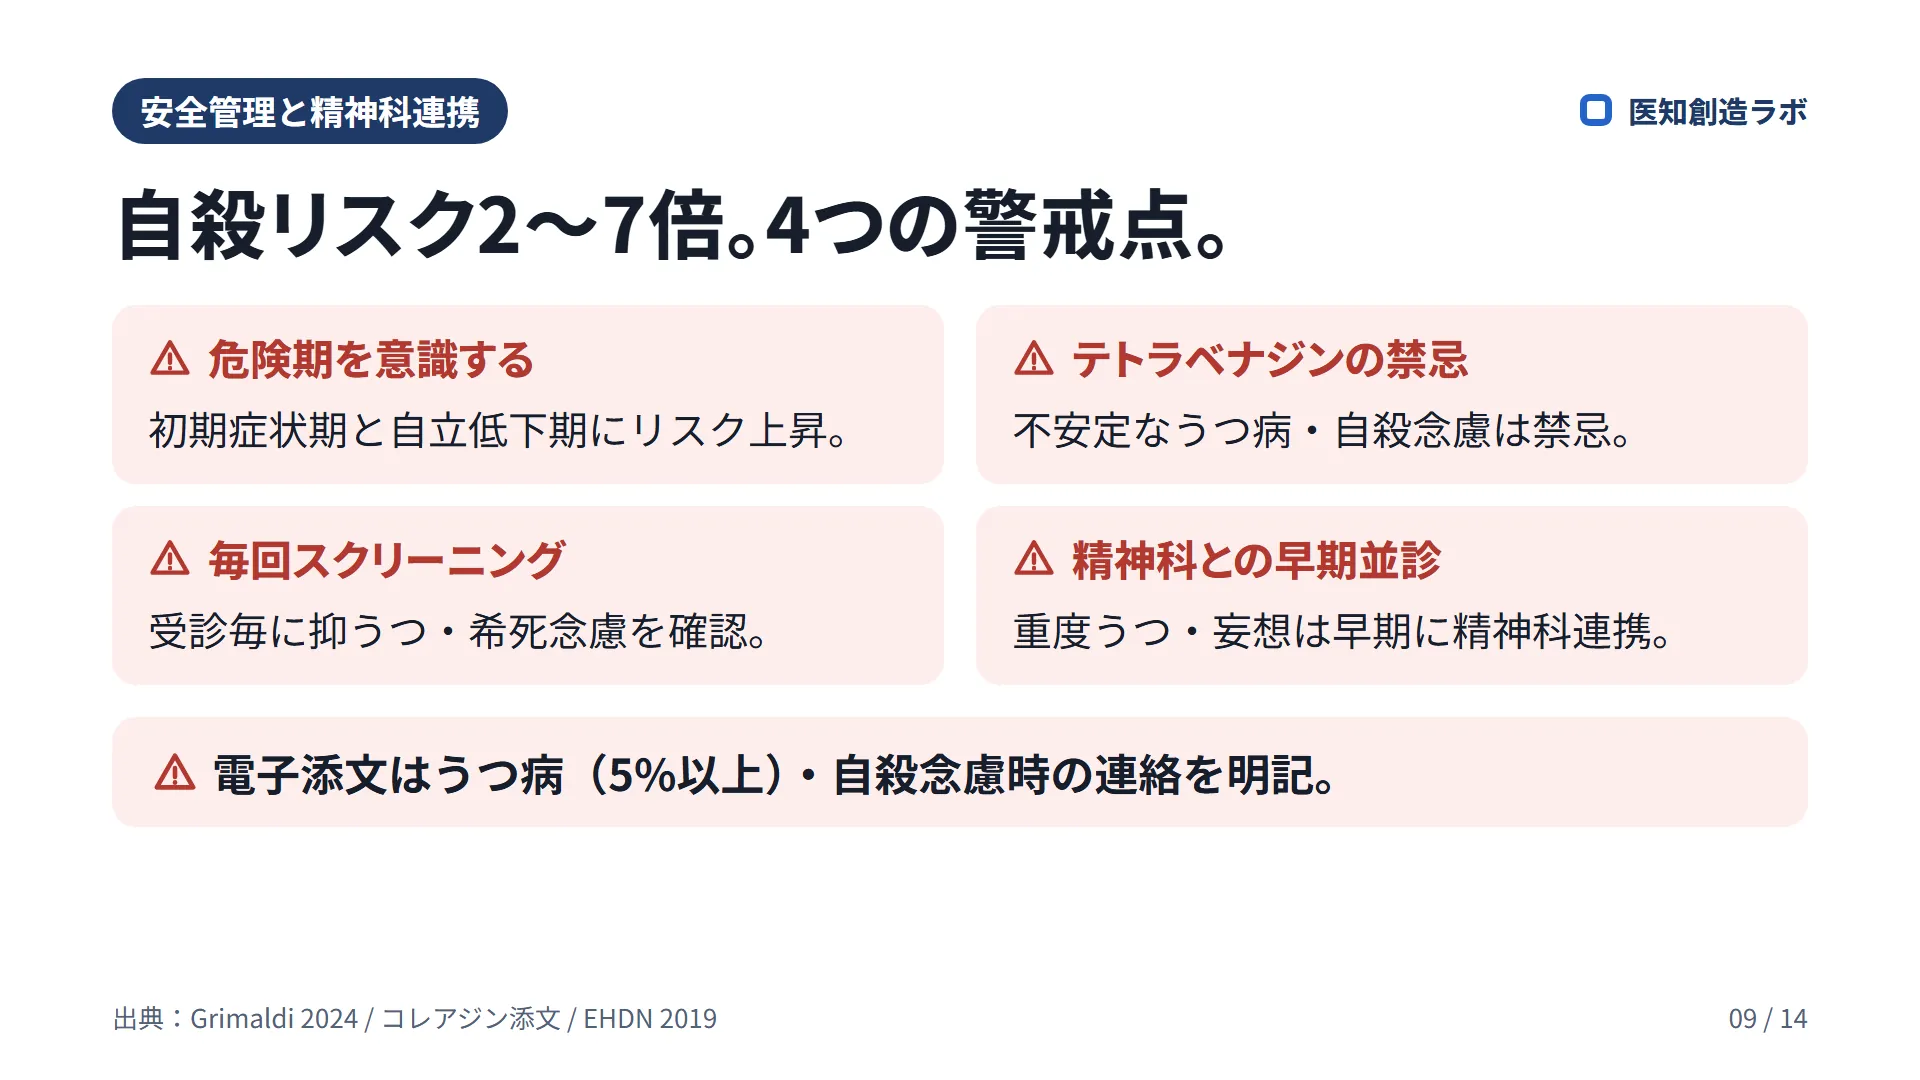 安全管理と精神科連携
医知創造ラボ
自殺リスク2〜7倍。4つの警戒点。
危険期を意識する
初期症状期と自立低下期にリスク上昇。
テトラベナジンの禁忌
不安定なうつ病・自殺念慮は禁忌。
毎回スクリーニング
受診毎に抑うつ・希死念慮を確認。
精神科との早期並診
重度うつ・妄想は早期に精神科連携。
電子添文はうつ病（5%以上）・自殺念慮時の連絡を明記。
出典：Grimaldi 2024 / コレアジン添文 / EHDN 2019
09 / 14